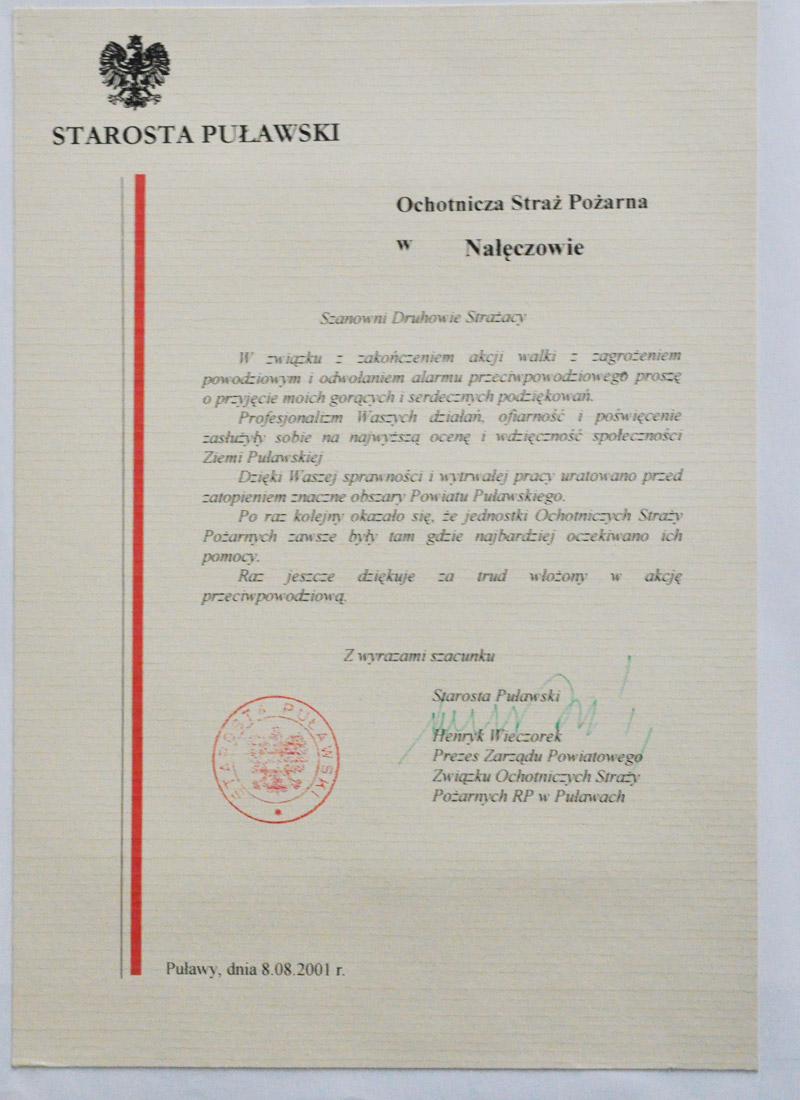 STAROSTA PUŁAWSKI
Ochotnicza Straż Pożarna
w Nałęczowie
Szanowni Druhowie Strażacy
W związku z zakończeniem akcji walki z zagrożeniem
powodziowym i odwołaniem alarmu przeciwpowodziowego proszę
o przyjęcie moich gorących i serdecznych podziękowań.
Profesjonalizm Waszych działań, ofiarność i poświęcenie
zasłużyły sobie na najwyższą ocenę i wdzięczność społeczności
Ziemi Puławskiej
Dzięki Waszej sprawności i wytrwałej pracy uratowano przed
zatopieniem znaczne obszary Powiatu Puławskiego.
Po raz kolejny okazało się, że jednostki Ochotniczych Straży
Pożarnych zawsze były tam gdzie najbardziej oczekiwano ich
pomocy.
Raz jeszcze dziękuje za trud włożony w akcję
przeciwpowodziową.
Z wyrazami szacunku
Starosta Puławski
Henryk Wieczorek
Prezes Zarządu Powiatowego
Związku Ochotniczych Straży
Pożarnych RP w Puławach
STAROSTA PUŁAWSKI
Puławy, dnia 8.08.2001 r.